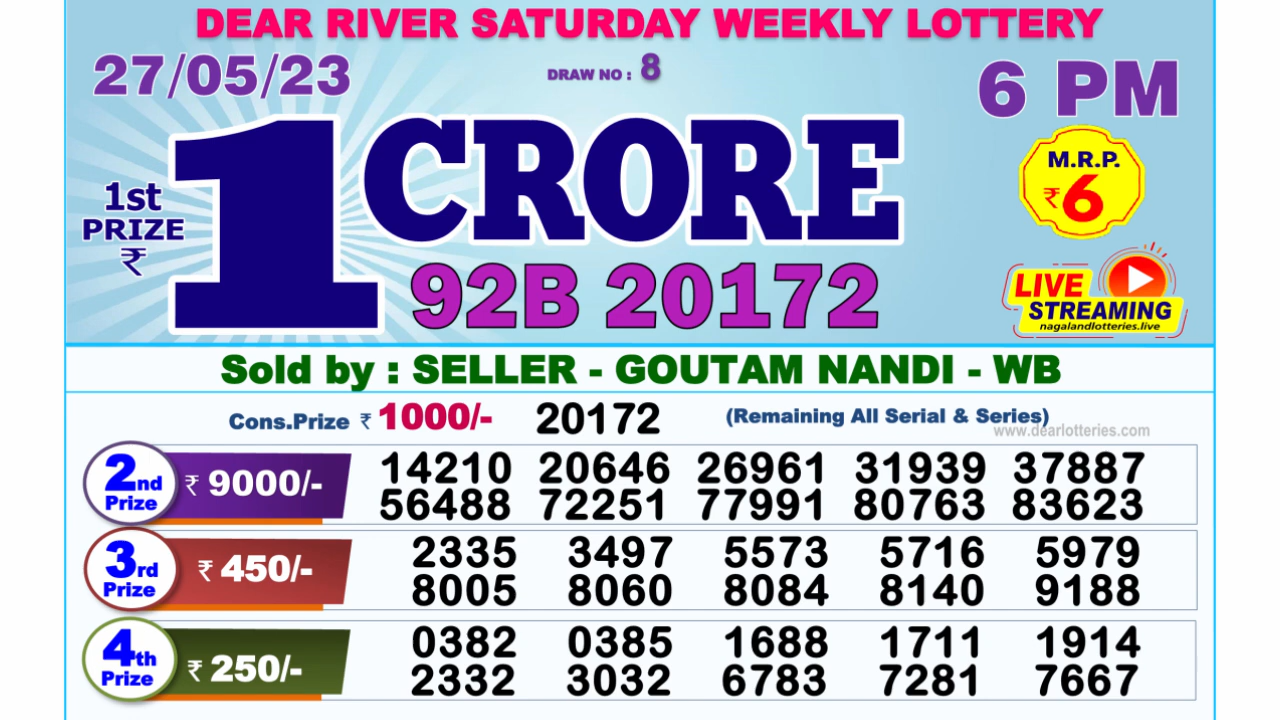 DEAR RIVER SATURDAY WEEKLY LOTTERY
27/05/23
DRAW NO : 8
6 PM
1st
PRIZE
₹
1 CRORE
92B 20172
M.R.P.
₹6
LIVE
STREAMING
nagalandlotteries.live
Sold by : SELLER - GOUTAM NANDI - WB
Cons.Prize ₹ 1000/- 20172 (Remaining All Serial & Series)
www.dearlotteries.com
2nd
Prize
₹ 9000/-
14210 20646 26961 31939 37887
56488 72251 77991 80763 83623
3rd
Prize
₹ 450/-
2335 3497 5573 5716 5979
8005 8060 8084 8140 9188
4th
Prize
₹ 250/-
0382 0385 1688 1711 1914
2332 3032 6783 7281 7667